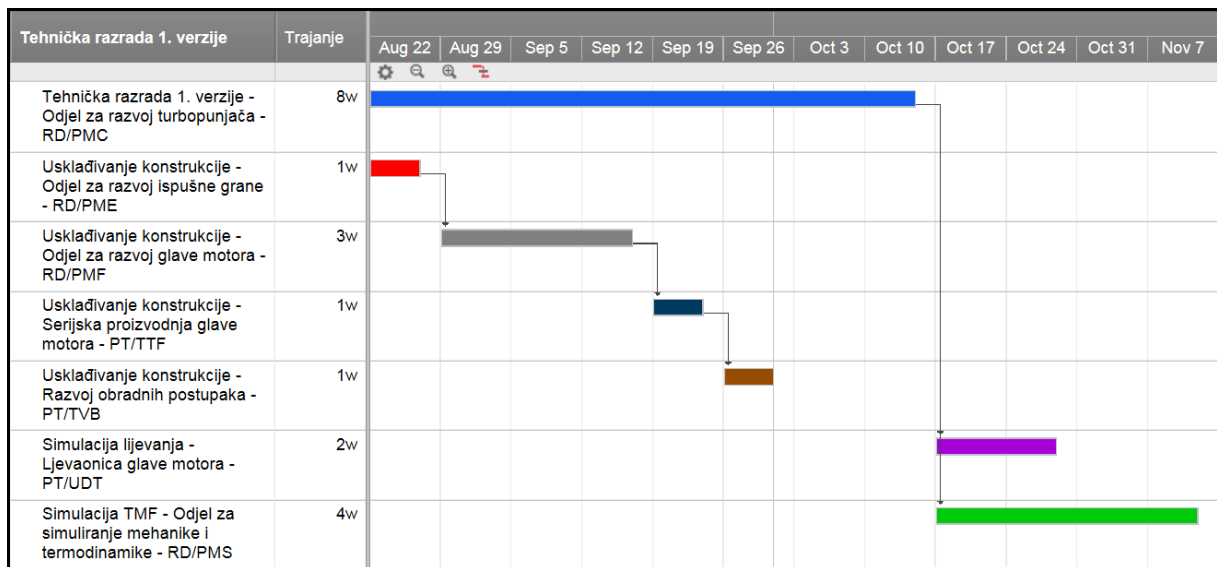 Tehnička razrada 1. verzije
Trajanje
Aug 22 Aug 29 Sep 5 Sep 12 Sep 19 Sep 26 Oct 3 Oct 10 Oct 17 Oct 24 Oct 31 Nov 7
Tehnička razrada 1. verzije -
Odjel za razvoj turbopunjača -
RD/PMC
8w
Usklađivanje konstrukcije -
Odjel za razvoj ispušne grane
- RD/PME
1w
Usklađivanje konstrukcije -
Odjel za razvoj glave motora -
RD/PMF
3w
Usklađivanje konstrukcije -
Serijska proizvodnja glave
motora - PT/TTF
1w
Usklađivanje konstrukcije -
Razvoj obradnih postupaka -
PT/TVB
1w
Simulacija lijevanja -
Ljevaonica glave motora -
PT/UDT
2w
Simulacija TMF - Odjel za
simuliranje mehanike i
termodinamike - RD/PMS
4w